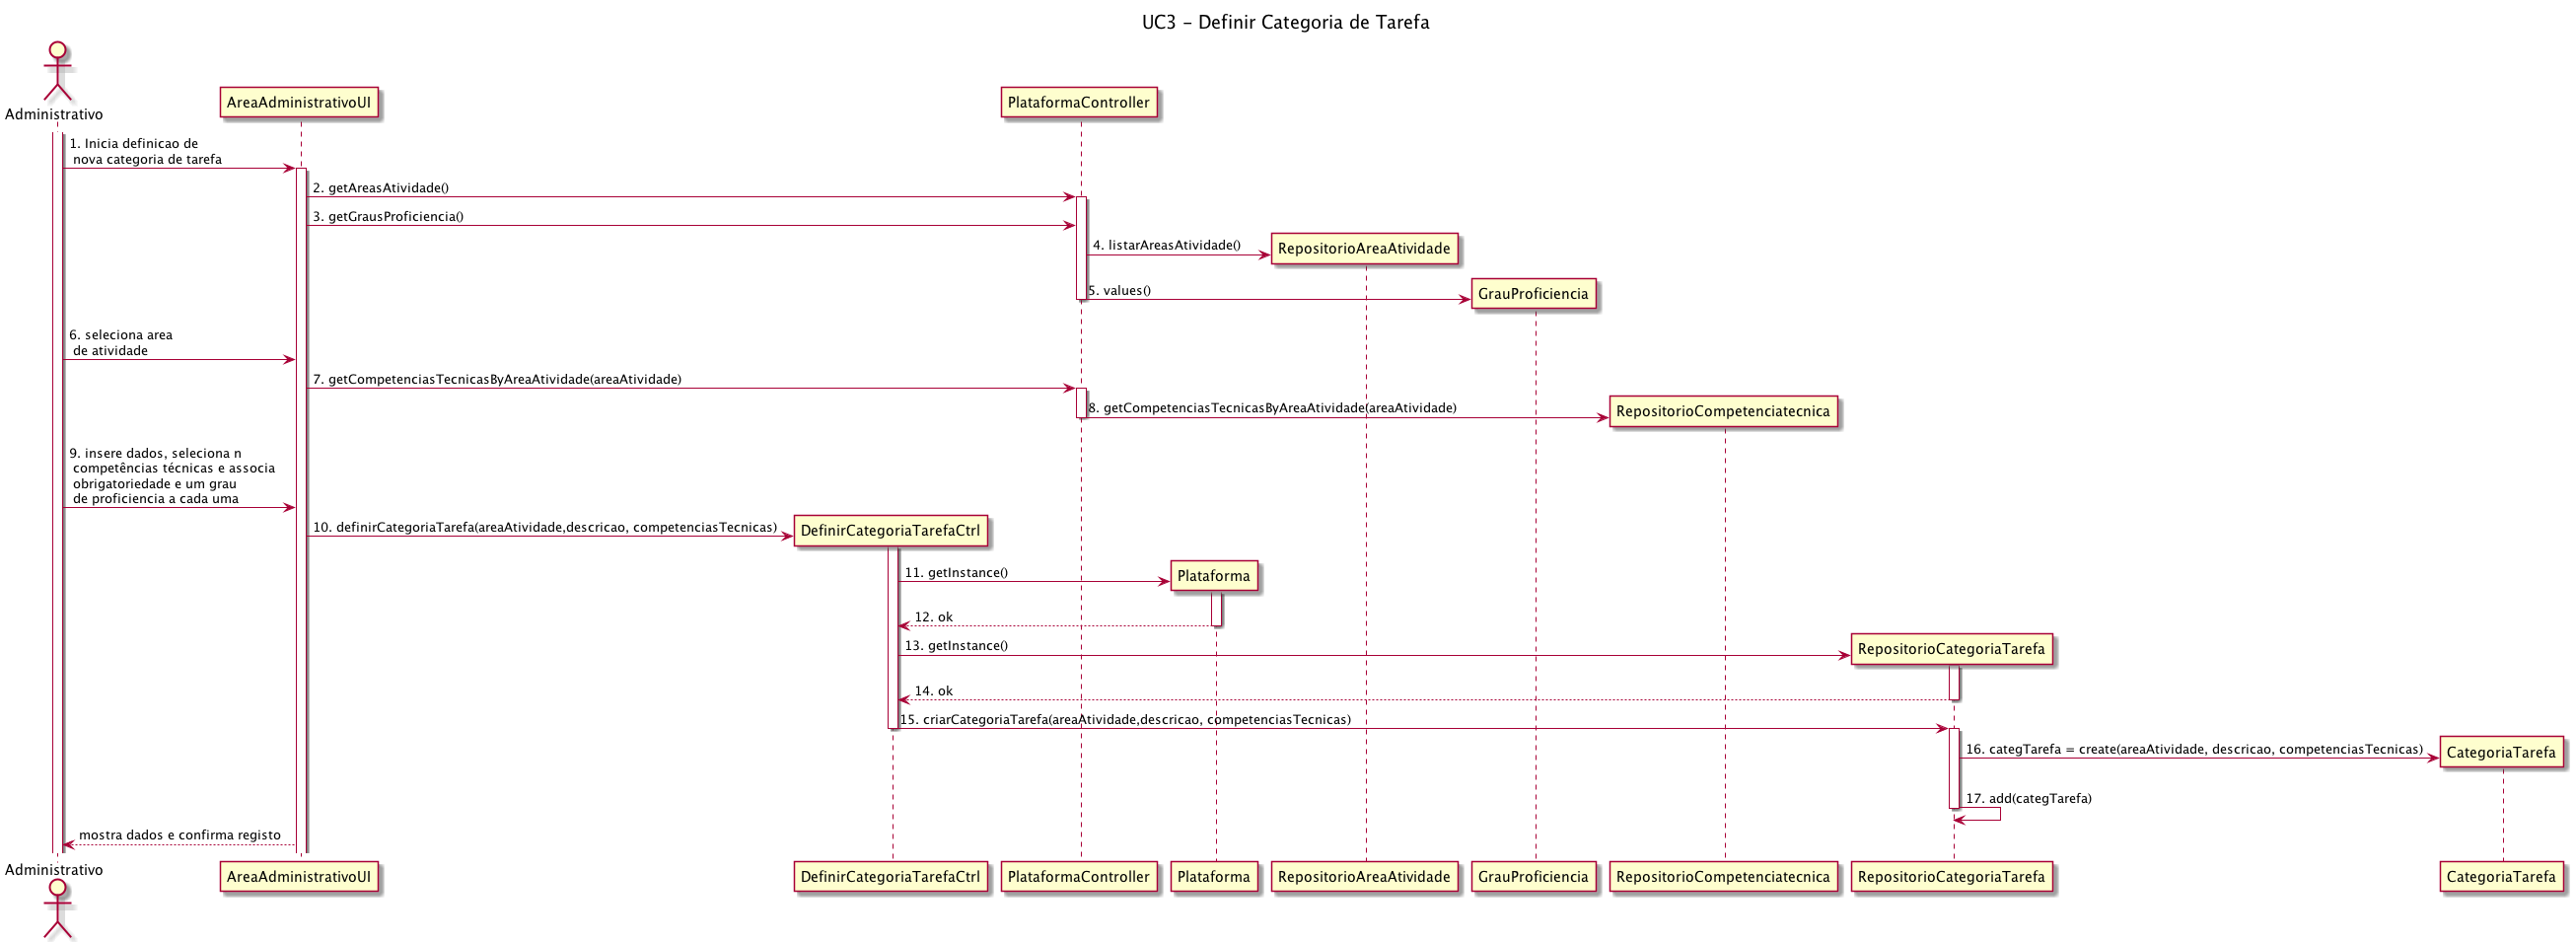 UC3 - Definir Categoria de Tarefa
Administrativo
AreaAdministrativoUI
PlataformaController
1. Inicia definicao de
nova categoria de tarefa
2. getAreasAtividade()
3. getGrausProficiencia()
4. listarAreasAtividade()
RepositorioAreaAtividade
5. values()
GrauProficiencia
6. seleciona area
de atividade
7. getCompetenciasTecnicasByAreaAtividade(areaAtividade)
8. getCompetenciasTecnicasByAreaAtividade(areaAtividade)
RepositorioCompetenciatecnica
9. insere dados, seleciona n
competências técnicas e associa
obrigatoriedade e um grau
de proficiencia a cada uma
10. definirCategoriaTarefa(areaAtividade,descricao, competenciasTecnicas)
DefinirCategoriaTarefaCtrl
11. getInstance()
Plataforma
12. ok
13. getInstance()
RepositorioCategoriaTarefa
14. ok
15. criarCategoriaTarefa(areaAtividade,descricao, competenciasTecnicas)
16. categTarefa = create(areaAtividade, descricao, competenciasTecnicas)
CategoriaTarefa
17. add(categTarefa)
mostra dados e confirma registo
Administrativo
AreaAdministrativoUI
DefinirCategoriaTarefaCtrl
PlataformaController
Plataforma
RepositorioAreaAtividade
GrauProficiencia
RepositorioCompetenciatecnica
RepositorioCategoriaTarefa
CategoriaTarefa